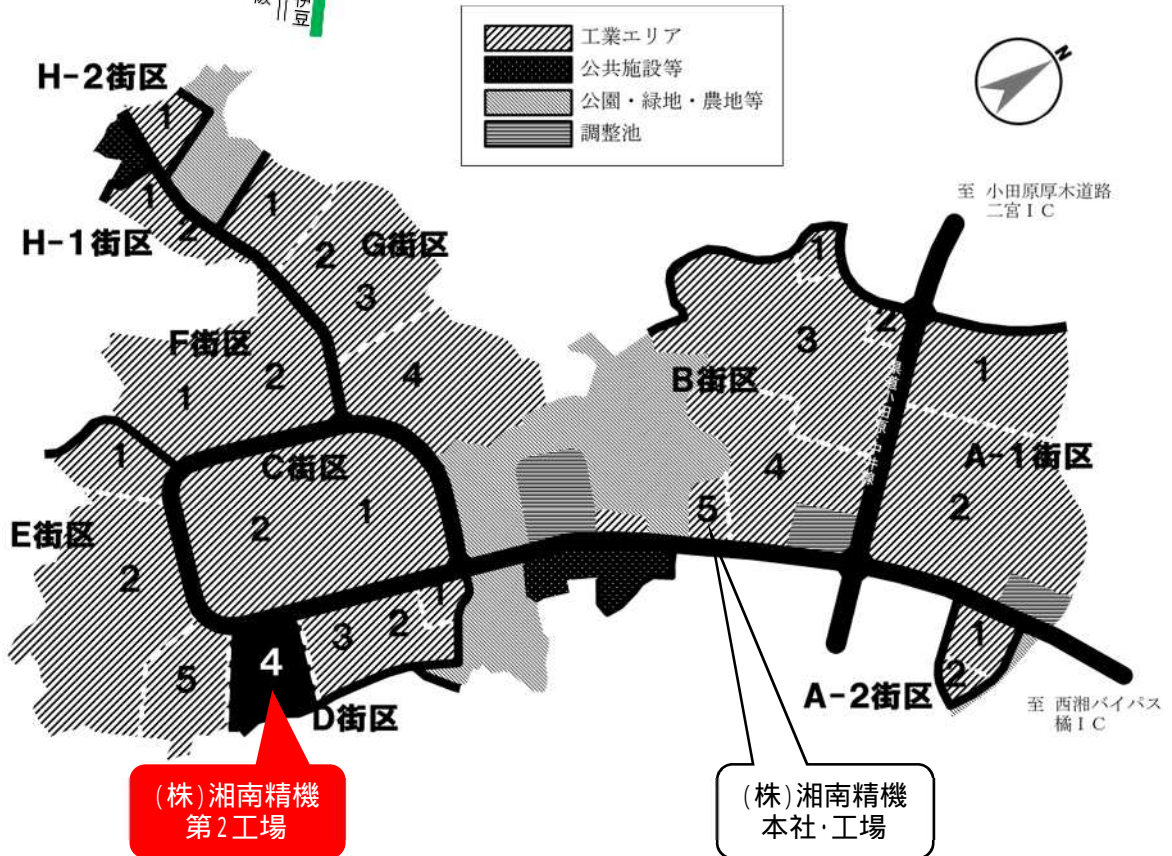 伊豆
工業エリア
公共施設等
公園・緑地・農地等
調整池
N
至 小田原厚木道路
二宮IC
H-2街区
1
1
2
H-1街区
1
2
G街区
3
4
F街区
1
2
C街区
2
1
E街区
1
2
5
4
3
2
1
D街区
B街区
1
2
3
4
5
A-1街区
1
2
A-2街区
1
2
至 西湘バイパス
橘IC
(株)湘南精機
第2工場
(株)湘南精機
本社・工場